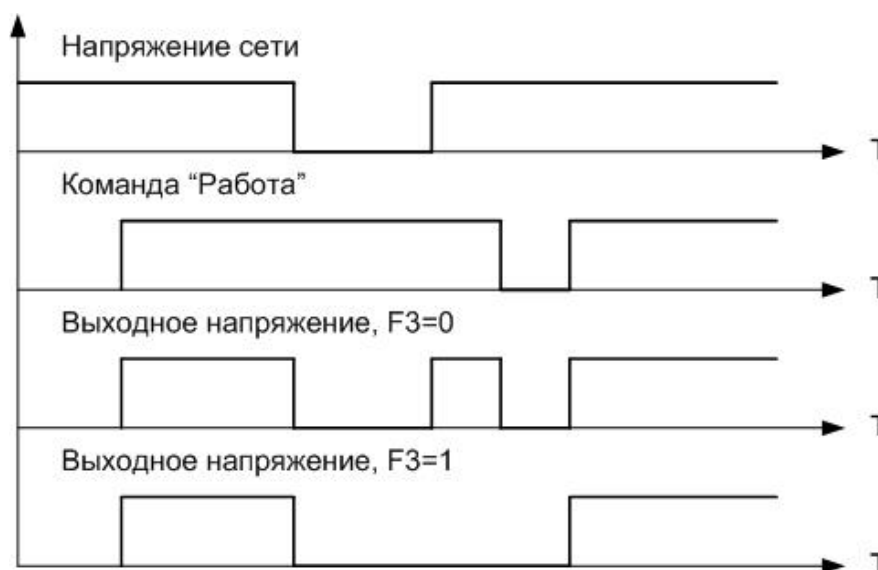 Напряжение сети
T
Команда “Работа”
T
Выходное напряжение, F3=0
T
Выходное напряжение, F3=1
T